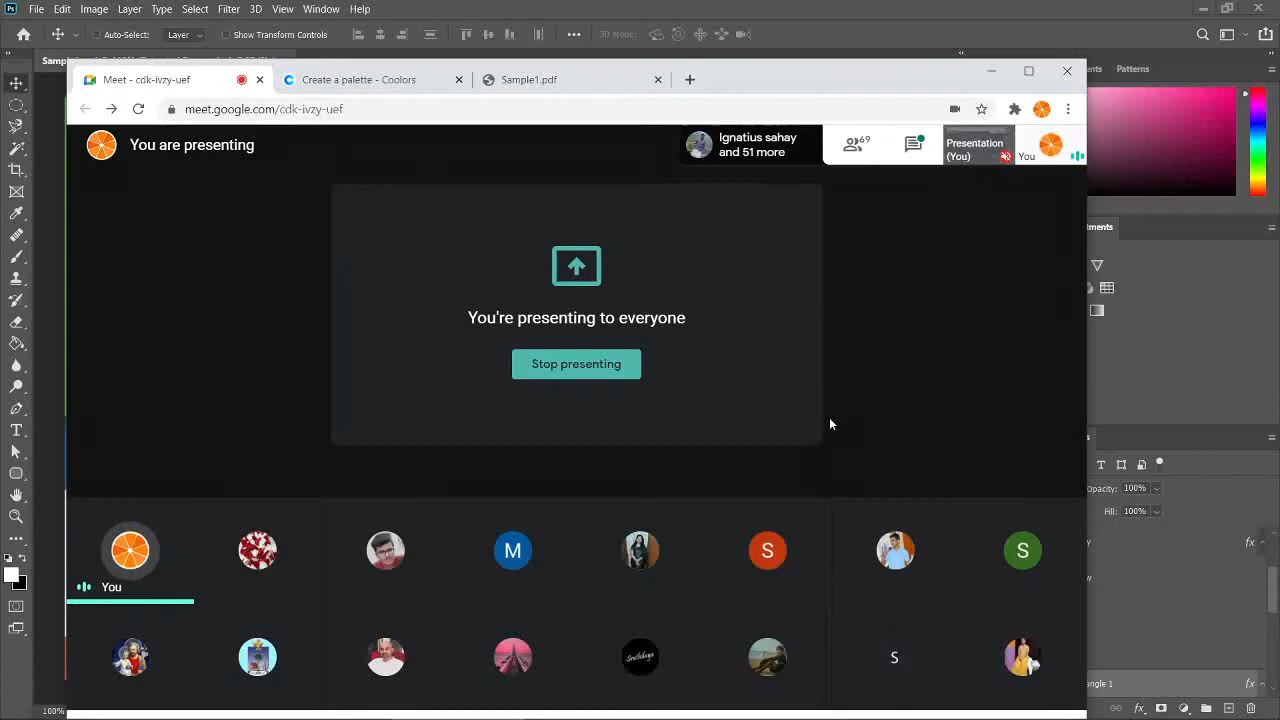 Ps File Edit Image Layer Type Select Filter 3D View Window Help
Auto-Select: Layer Show Transform Controls 3D Mode:
Meet - cdk-ivzy-uef Create a palette - Coolors Sample1.pdf
Patterns
meet.google.com/cdk-ivzy-uef
You are presenting
Ignatius sahay
and 51 more
69
Presentation
(You)
You
You're presenting to everyone
Stop presenting
Opacity: 100%
Fill: 100%
M
S
S
You
S
100%